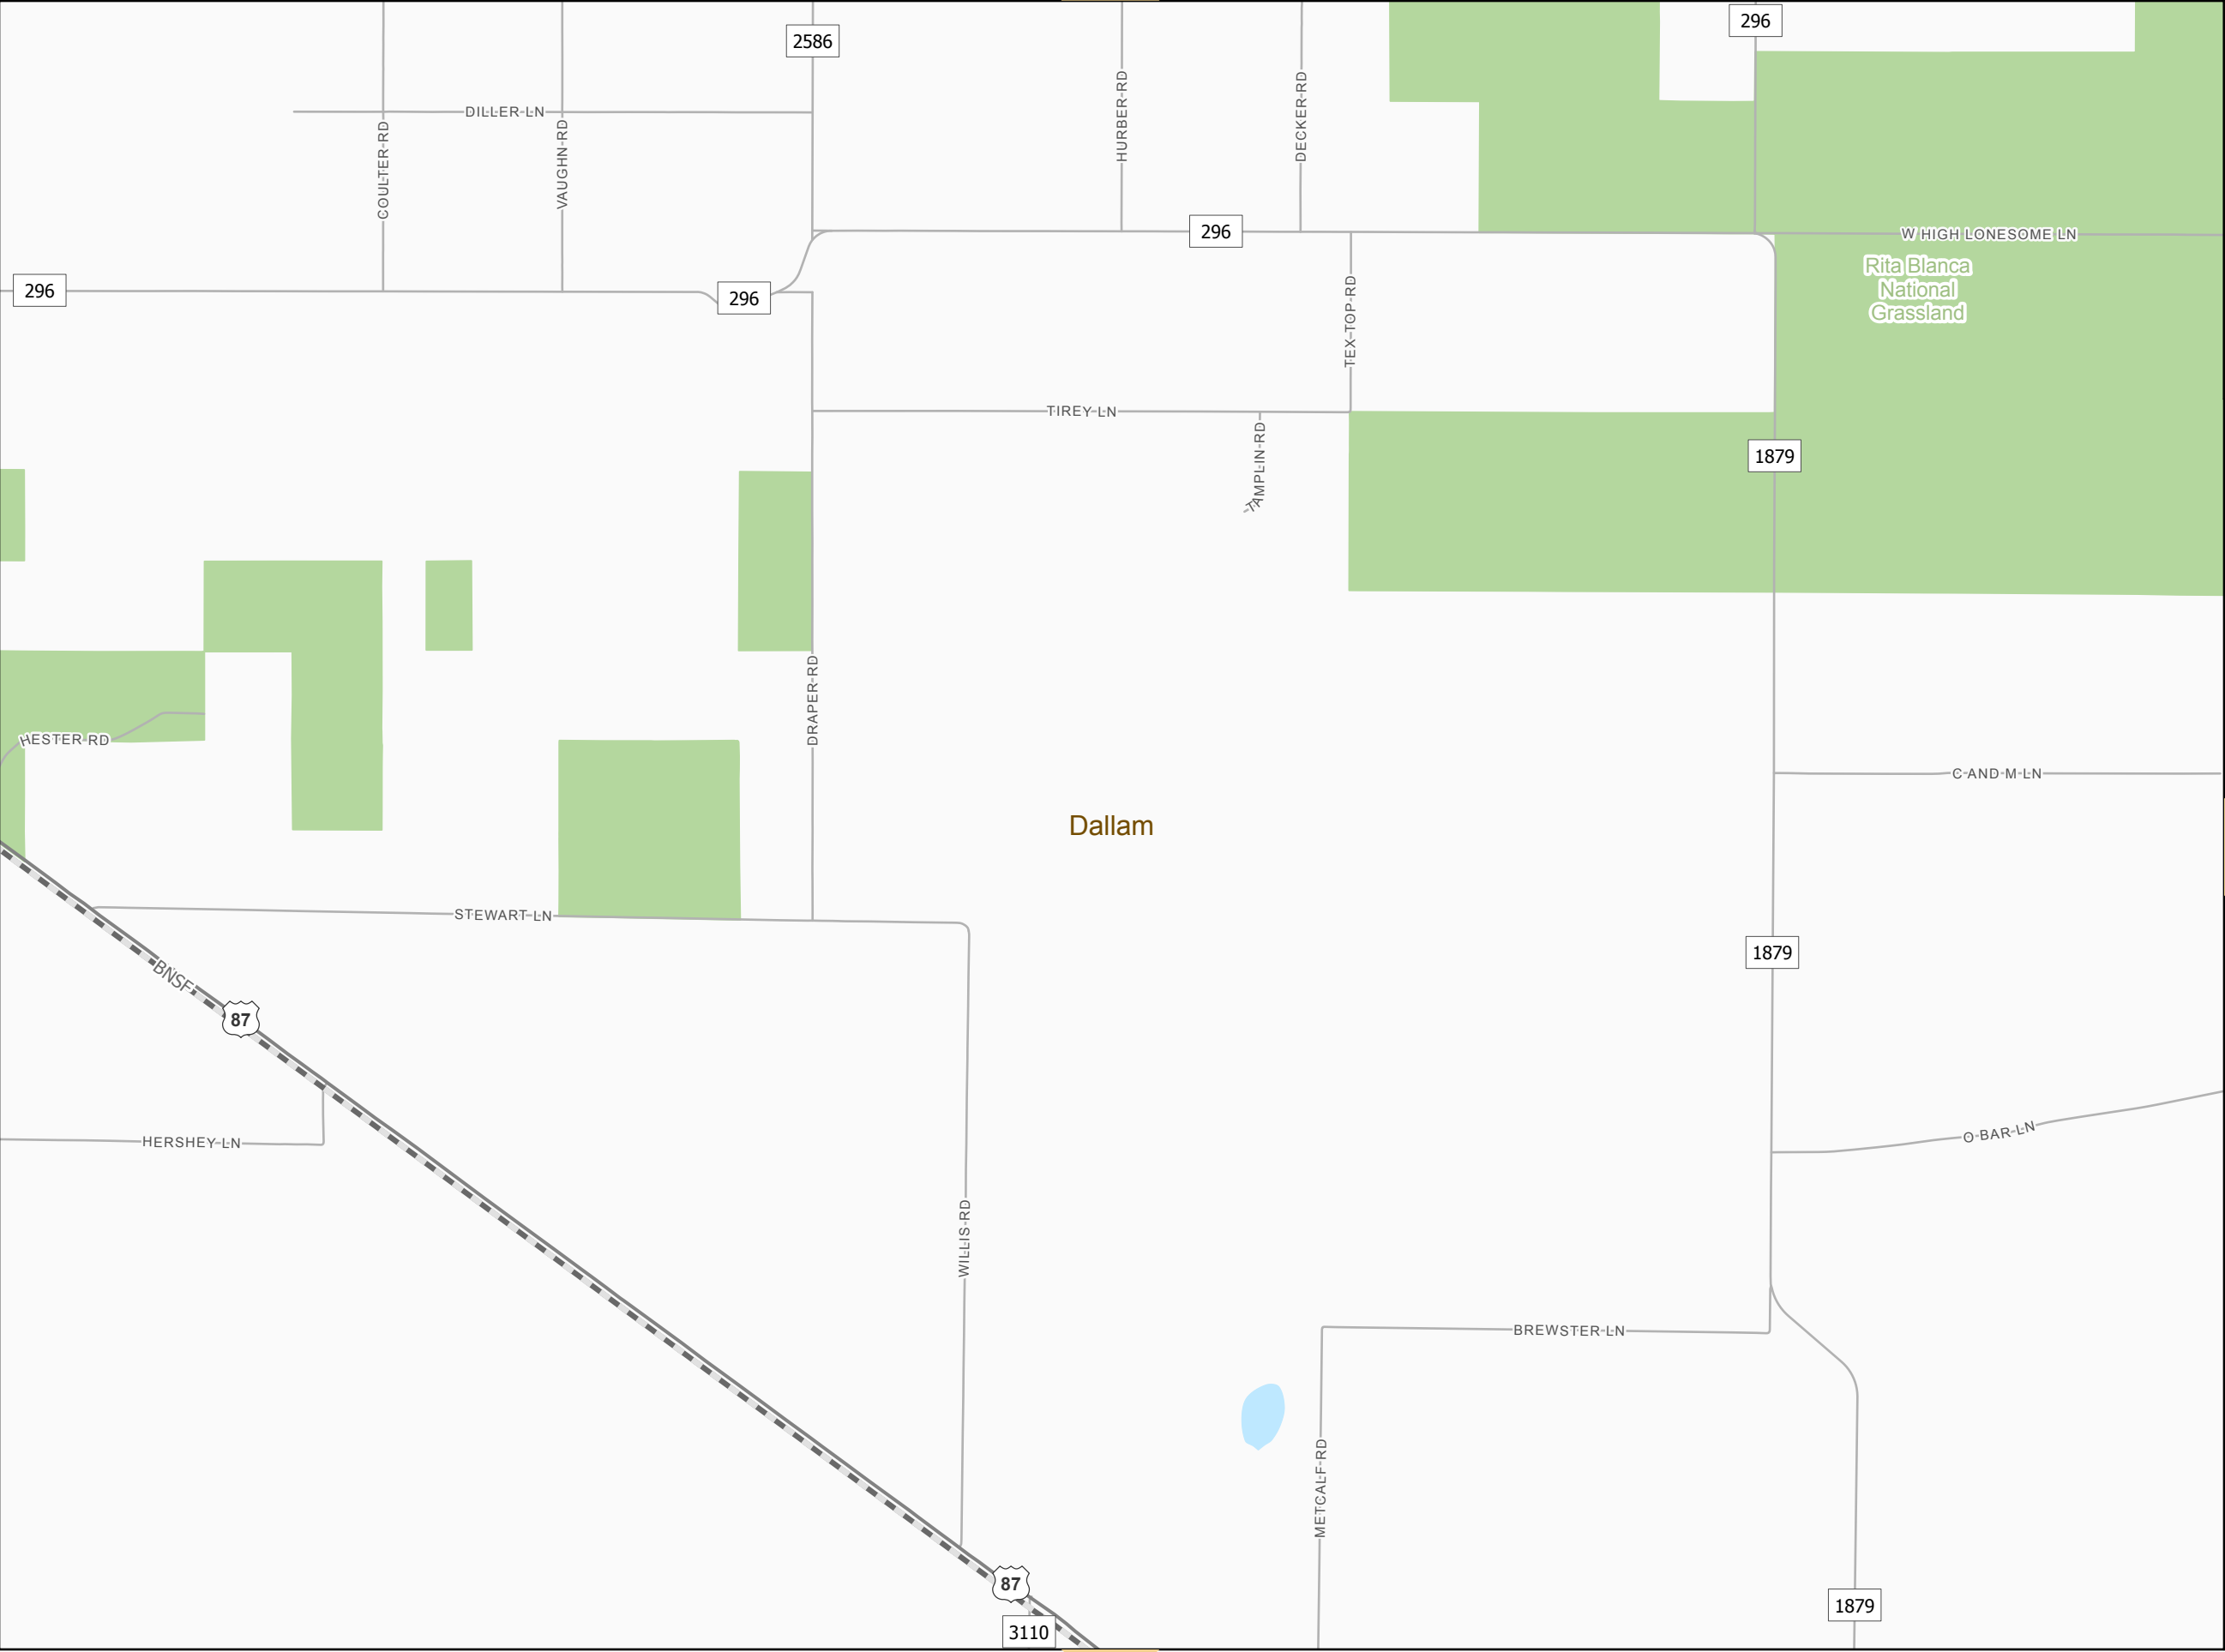 296
2586
DILLER LN
COULTER RD
VAUGHN RD
HURBER RD
DECKER RD
296
W HIGH LONESOME LN
Rita Blanca
National
Grassland
296
296
TEX-TOP RD
TIREY LN
TAMPLIN RD
1879
DRAPER RD
HESTER RD
C AND M LN
Dallam
STEWART LN
1879
BNSF
87
HERSHEY LN
O BAR LN
WILLIS RD
BREWSTER LN
METCALF RD
87
1879
3110